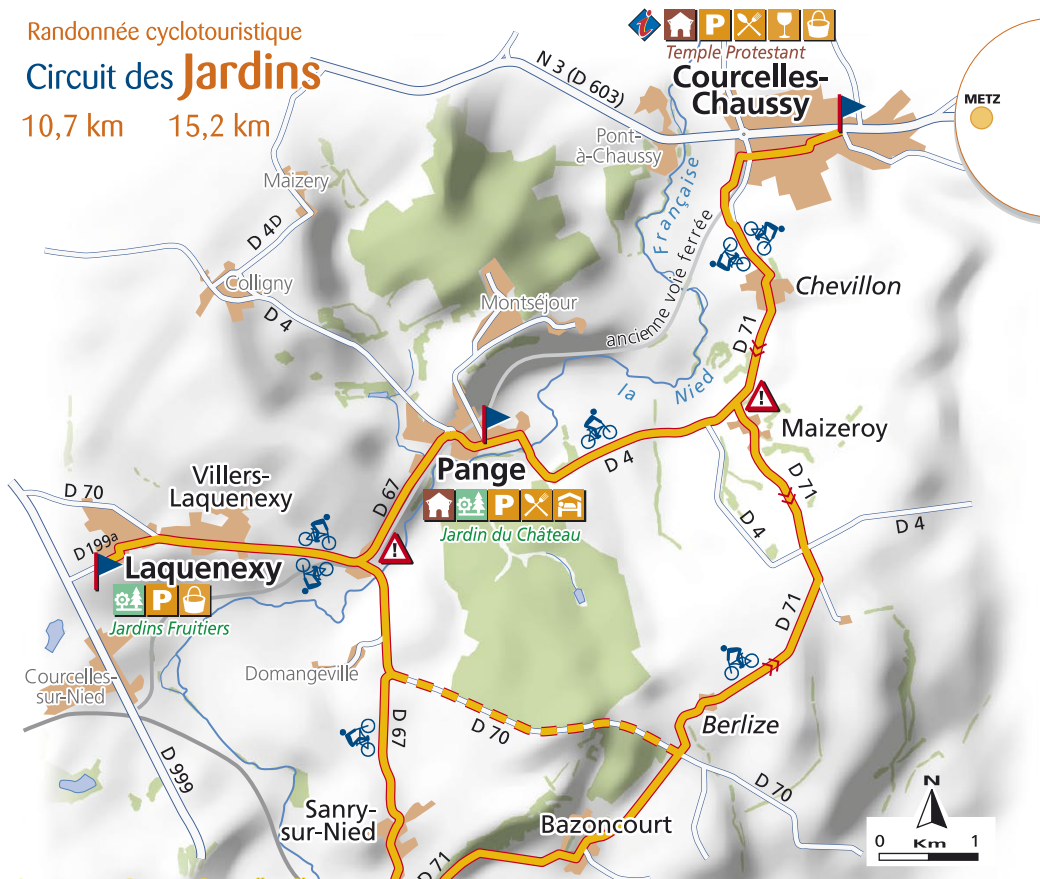 Randonnée cyclotouristique
Circuit des Jardins
10,7 km 15,2 km
i
P
Temple Protestant
Courcelles-
Chaussy
METZ
N 3 (D 603)
Pont-
à-Chaussy
Maizery
D 4D
Française
Colligny
D 4
Montséjour
ancienne voie ferrée
Chevillon
D 71
la Nied
!
Maizeroy
D 4
Pange
D 67
P
Jardin du Château
D 71
D 4
D 4
Villers-
Laquenexy
D 70
D199a
Laquenexy
!
P
Jardins Fruitiers
D 71
Courcelles-
sur-Nied
Domangeville
D 70
Berlize
D 67
D 999
D 70
Sanry-
sur-Nied
Bazoncourt
D 71
N
0 Km 1